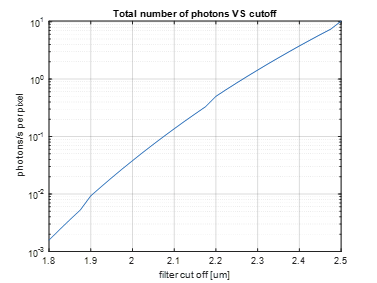 Total number of photons VS cutoff
photons/s per pixel
10^1
10^0
10^-1
10^-2
10^-3
1.8 1.9 2 2.1 2.2 2.3 2.4 2.5
filter cut off [um]